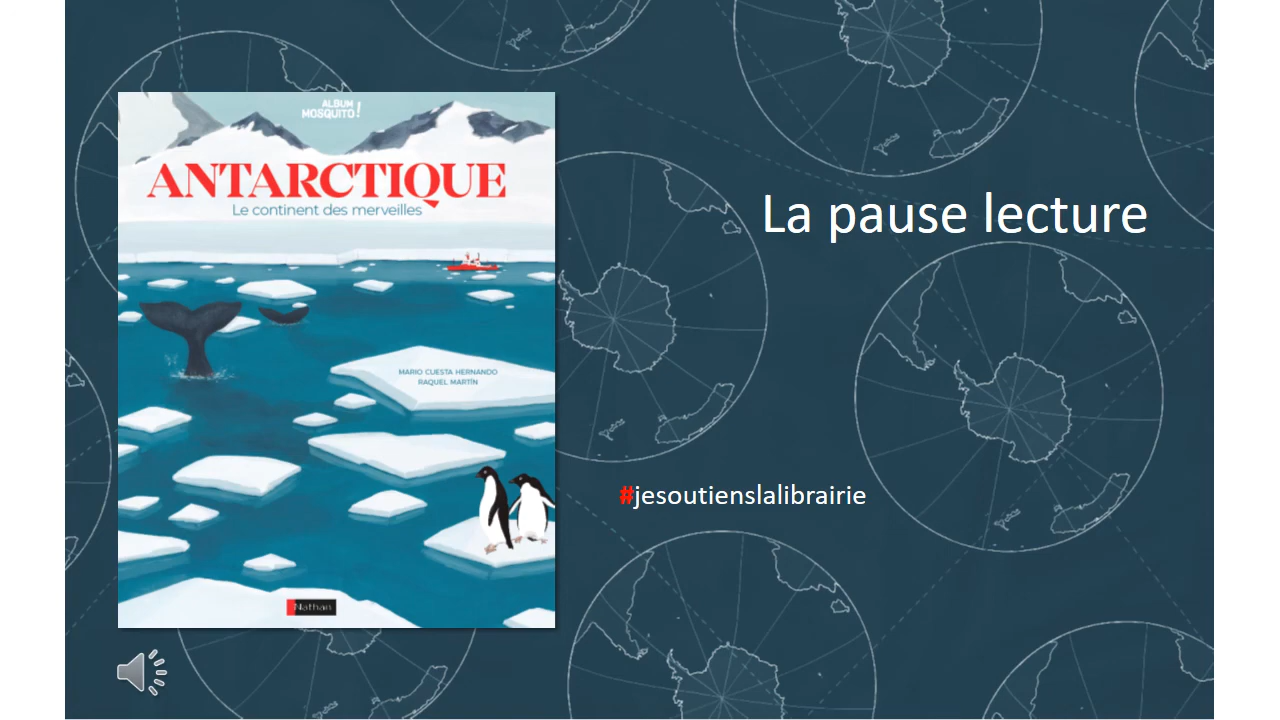 ALBUM
MOSQUITO!
ANTARCTIQUE
Le continent des merveilles
MARIO CUESTA HERNANDO
RAQUEL MARTÍN
Nathan
La pause lecture
#jesoutienslalibrairie